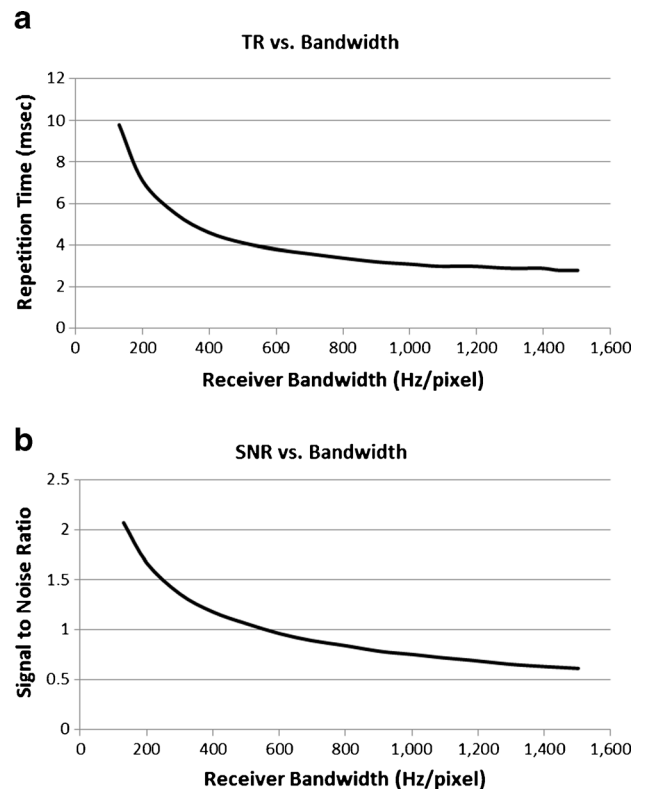 a
TR vs. Bandwidth
Repetition Time (msec)
12
10
8
6
4
2
0
0 200 400 600 800 1,000 1,200 1,400 1,600
Receiver Bandwidth (Hz/pixel)
b
SNR vs. Bandwidth
Signal to Noise Ratio
2.5
2
1.5
1
0.5
0
0 200 400 600 800 1,000 1,200 1,400 1,600
Receiver Bandwidth (Hz/pixel)